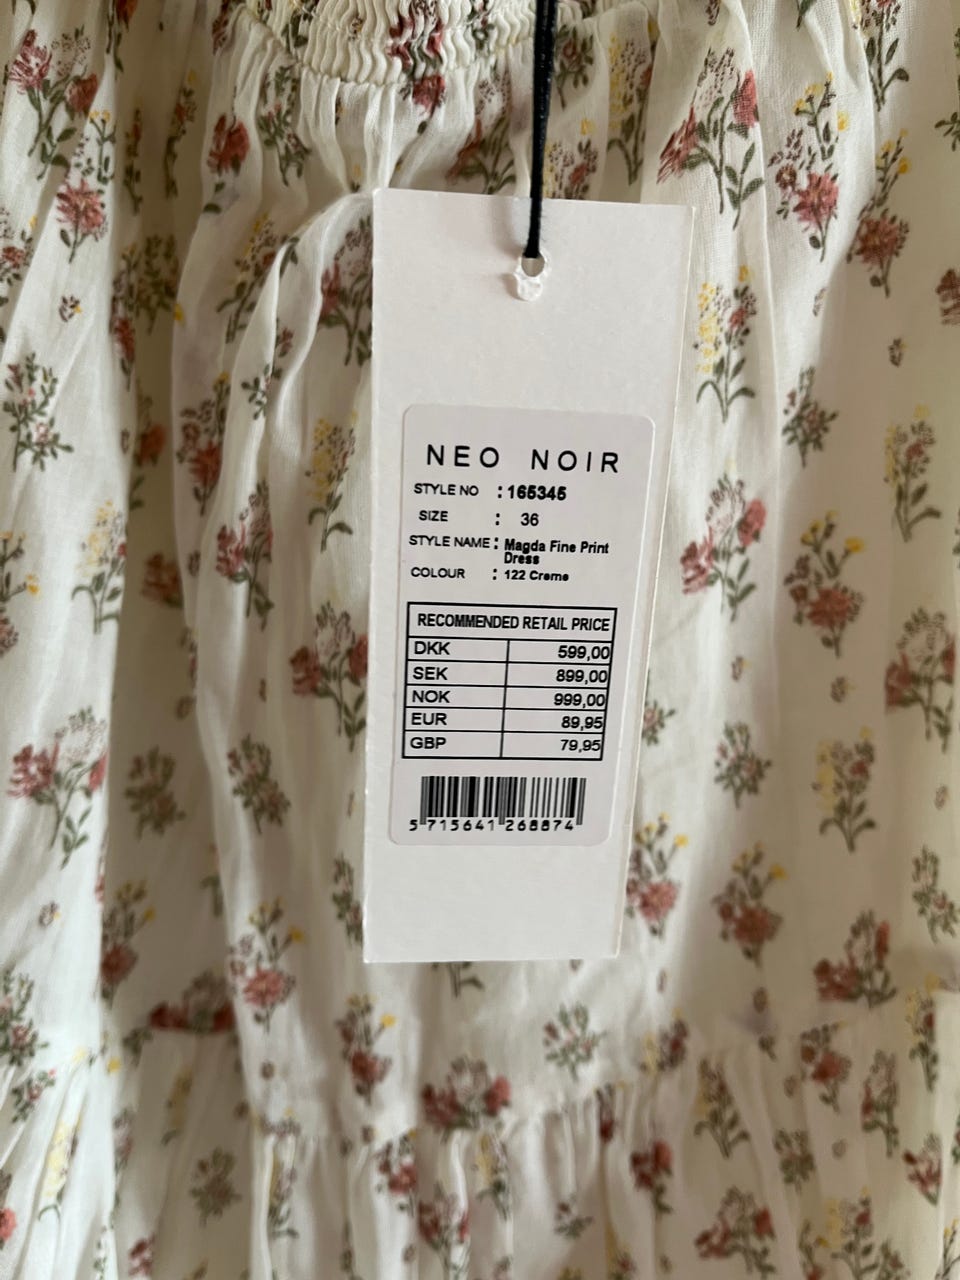 NEO NOIR
STYLE NO : 165345
SIZE : 36
STYLE NAME : Magda Fine Print
Dress
COLOUR : 122 Creme
RECOMMENDED RETAIL PRICE
DKK 599,00
SEK 899,00
NOK 999,00
EUR 89,95
GBP 79,95
5 715641 268874